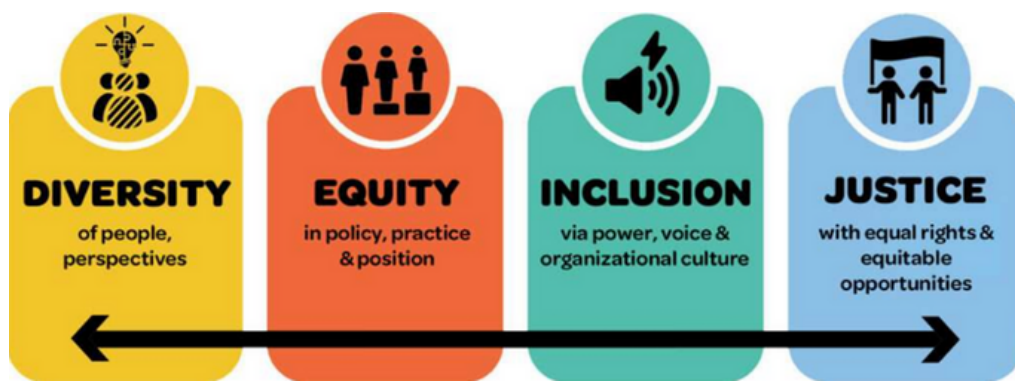 DIVERSITY
of people,
perspectives
EQUITY
in policy, practice
& position
INCLUSION
via power, voice &
organizational culture
JUSTICE
with equal rights &
equitable
opportunities